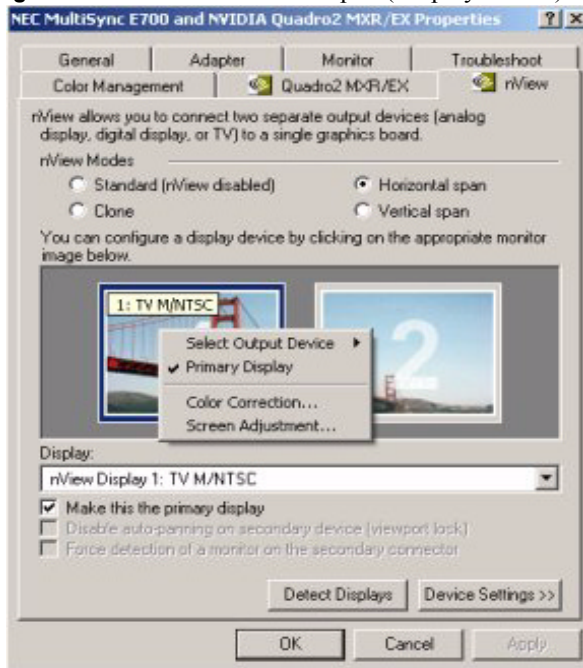 NEC MultiSync E700 and NVIDIA Quadro2 MXR/EX Properties ? X
General Adapter Monitor Troubleshoot
Color Management Quadro2 MXR/EX nView
nView allows you to connect two separate output devices (analog
display, digital display, or TV) to a single graphics board.
nView Modes
Standard (nView disabled) Horizontal span
Clone Vertical span
You can configure a display device by clicking on the appropriate monitor
image below.
1: TV M/NTSC
2
Select Output Device
Primary Display
Color Correction...
Screen Adjustment...
Display:
nView Display 1: TV M/NTSC
Make this the primary display
Disable auto-panning on secondary device (viewport lock)
Force detection of a monitor on the secondary connector
Detect Displays Device Settings >>
OK Cancel Apply